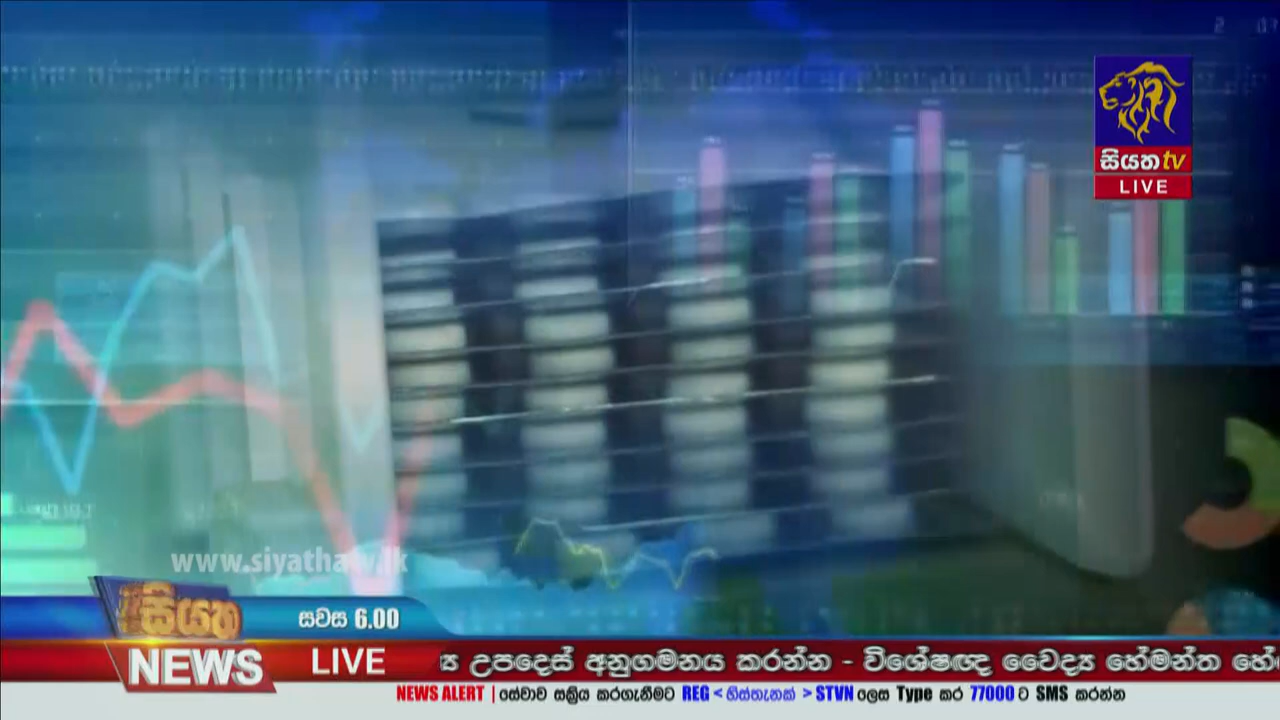 සියත tv
LIVE
www.siyathatv.lk
සියත
සවස 6.00
NEWS
LIVE
ය උපදෙස් අනුගමනය කරන්න - විශේෂඥ වෛද්‍ය හේමන්ත
NEWS ALERT | සේවාව සක්‍රිය කරගැනීමට REG < හිස්තැනක් > STVN ලෙස Type කර 77000 ට SMS කරන්න